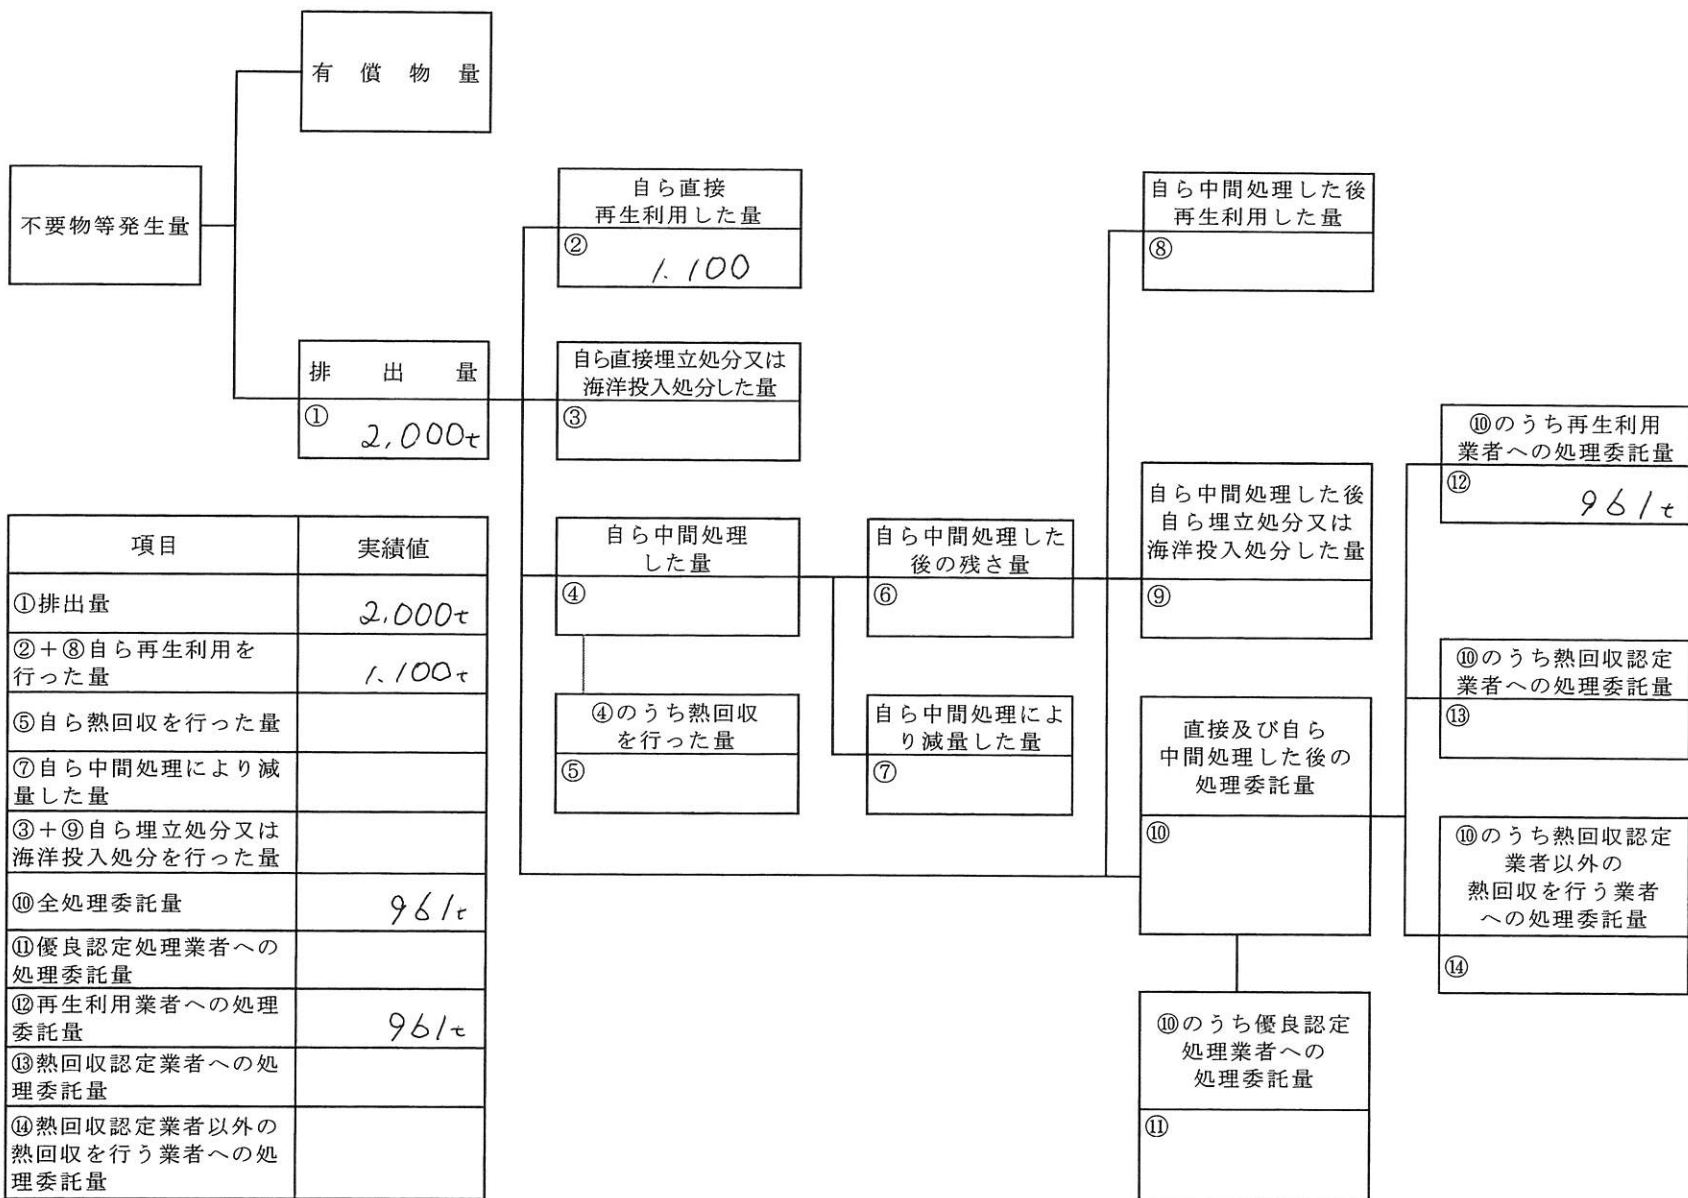 有償物量
不要物等発生量
自ら直接
再生利用した量
②
1.100
自ら中間処理した後
再生利用した量
⑧
排出量
①
2,000t
自ら直接埋立処分又は
海洋投入処分した量
③
⑩のうち再生利用
業者への処理委託量
⑫
961t
自ら中間処理
した量
④
自ら中間処理した
後の残さ量
⑥
自ら中間処理した後
自ら埋立処分又は
海洋投入処分した量
⑨
④のうち熱回収
を行った量
⑤
自ら中間処理によ
り減量した量
⑦
直接及び自ら
中間処理した後の
処理委託量
⑩
⑩のうち熱回収認定
業者への処理委託量
⑬
⑩のうち熱回収認定
業者以外の
熱回収を行う業者
への処理委託量
⑭
⑩のうち優良認定
処理業者への
処理委託量
⑪
項目 実績値
①排出量 2.000t
②+⑧自ら再生利用を
行った量 1.100t
⑤自ら熱回収を行った量
⑦自ら中間処理により減
量した量
③+⑨自ら埋立処分又は
海洋投入処分を行った量
⑩全処理委託量 961t
⑪優良認定処理業者への
処理委託量
⑫再生利用業者への処理
委託量 961t
⑬熱回収認定業者への処
理委託量
⑭熱回収認定業者以外の
熱回収を行う業者への処
理委託量